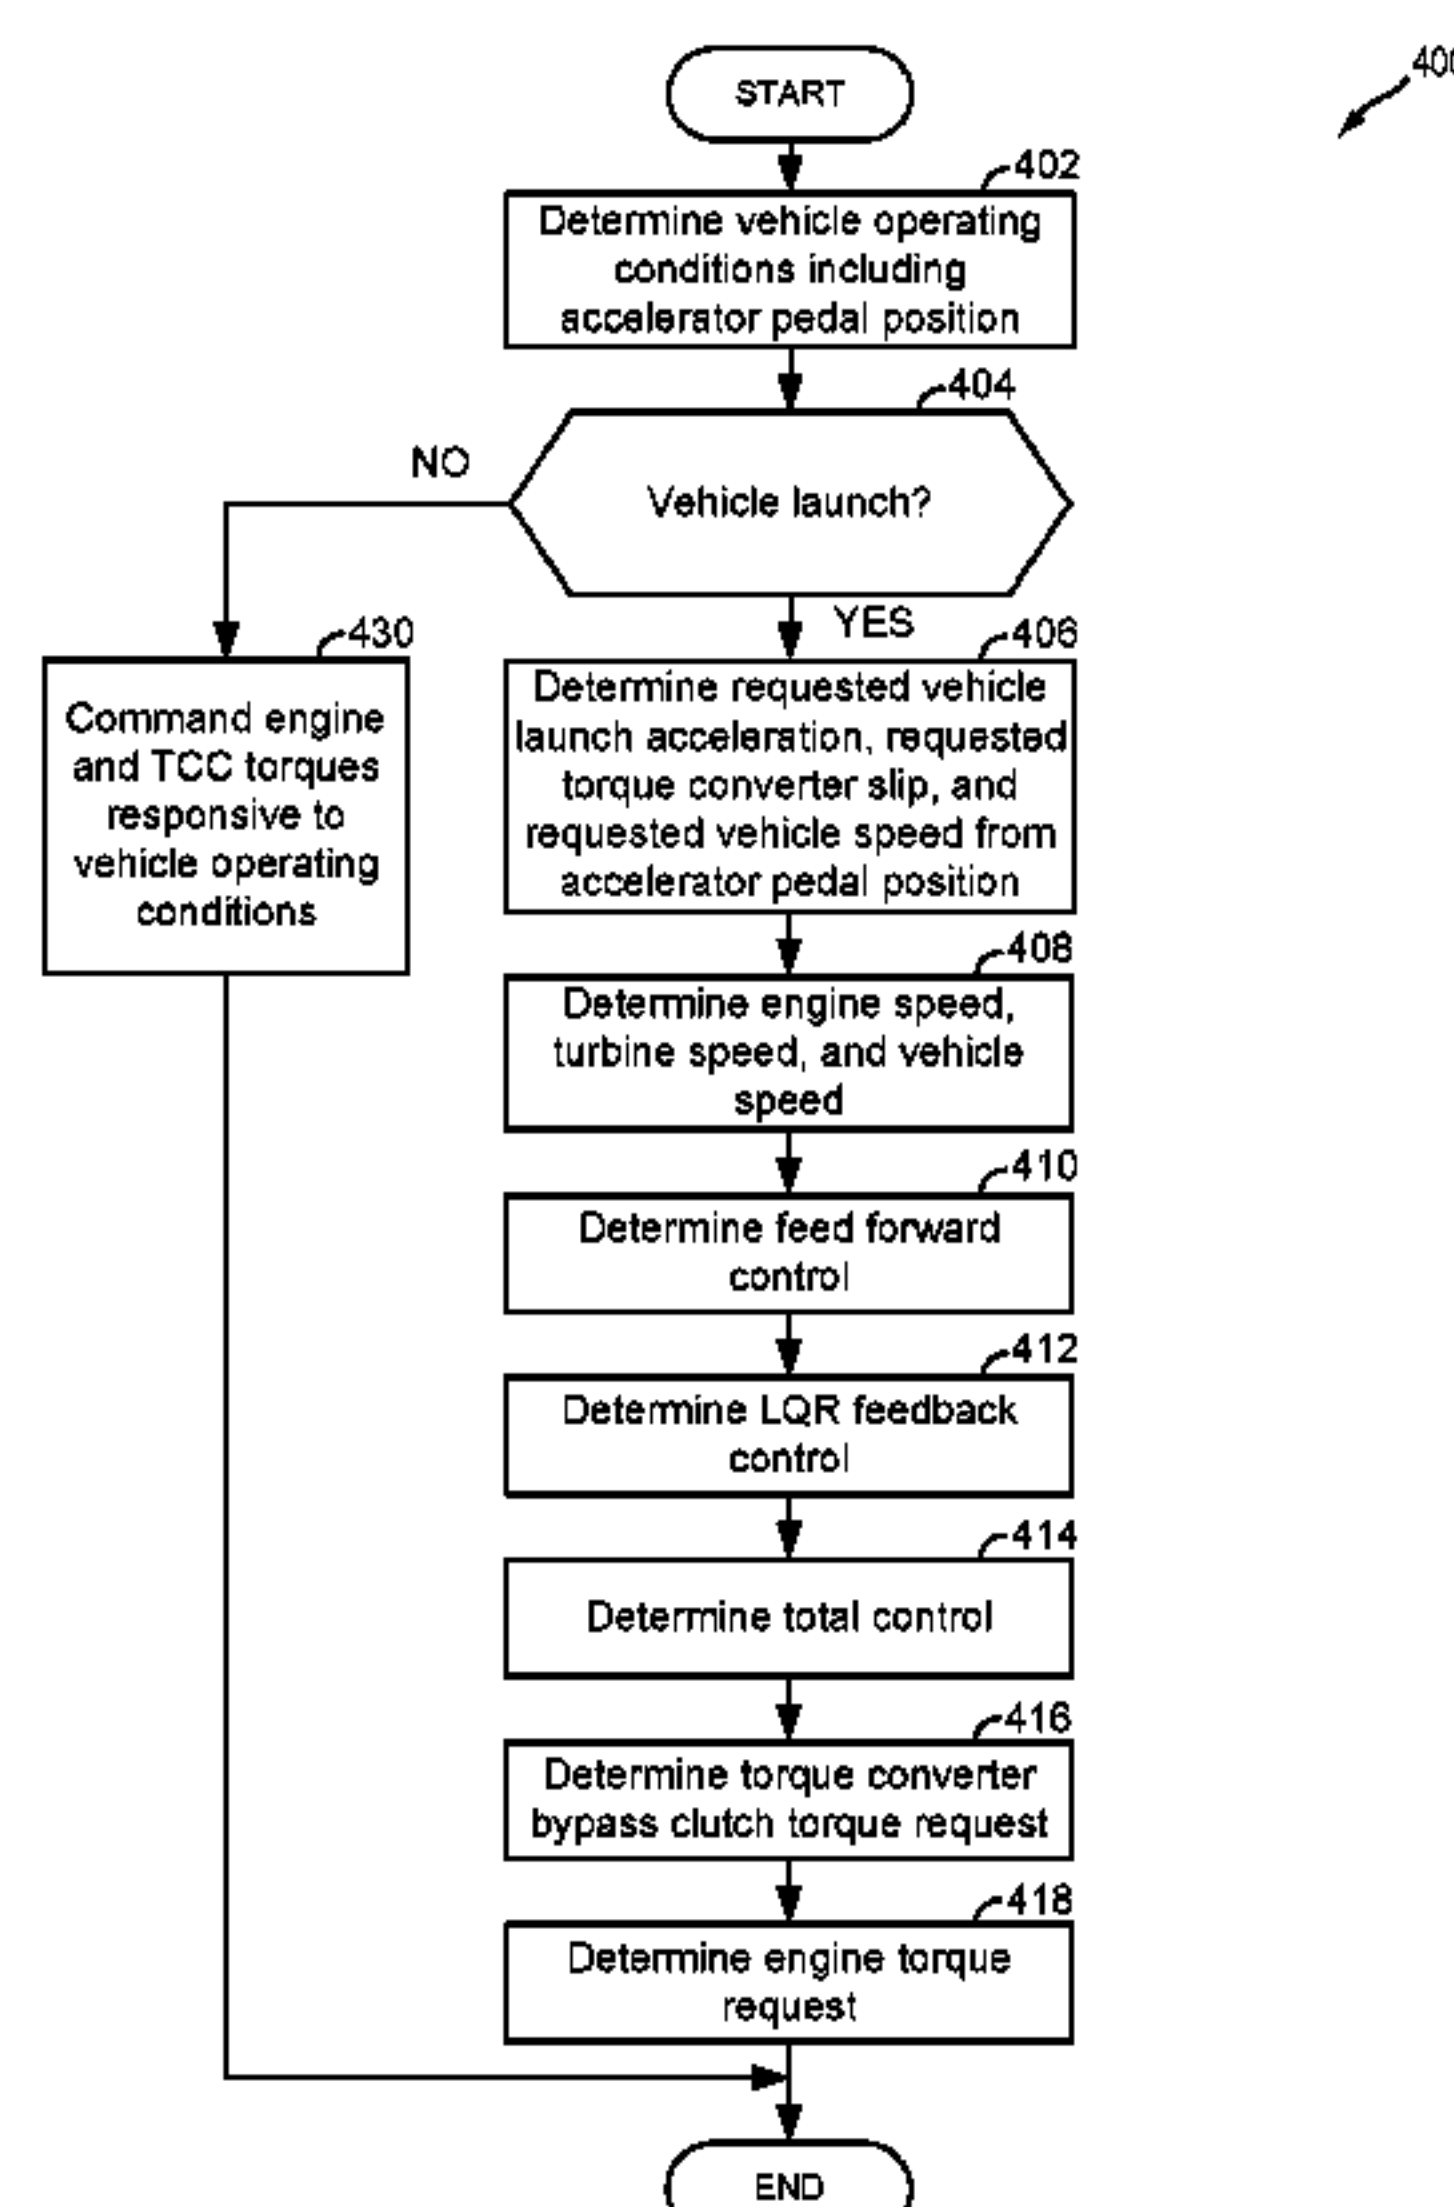 400
START
402
Determine vehicle operating
conditions including
accelerator pedal position
404
NO
Vehicle launch?
YES
430
Command engine
and TCC torques
responsive to
vehicle operating
conditions
406
Determine requested vehicle
launch acceleration, requested
torque converter slip, and
requested vehicle speed from
accelerator pedal position
408
Determine engine speed,
turbine speed, and vehicle
speed
410
Determine feed forward
control
412
Determine LQR feedback
control
414
Determine total control
416
Determine torque converter
bypass clutch torque request
418
Determine engine torque
request
END